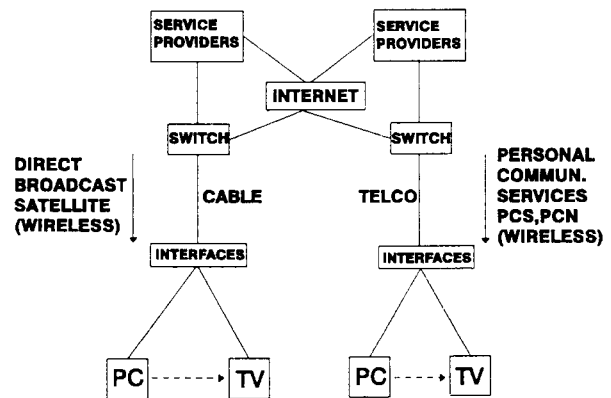 SERVICE
PROVIDERS
SERVICE
PROVIDERS
INTERNET
SWITCH
SWITCH
DIRECT
BROADCAST
SATELLITE
(WIRELESS)
CABLE
TELCO
PERSONAL
COMMUN.
SERVICES
PCS,PCN
(WIRELESS)
INTERFACES
INTERFACES
PC
TV
PC
TV